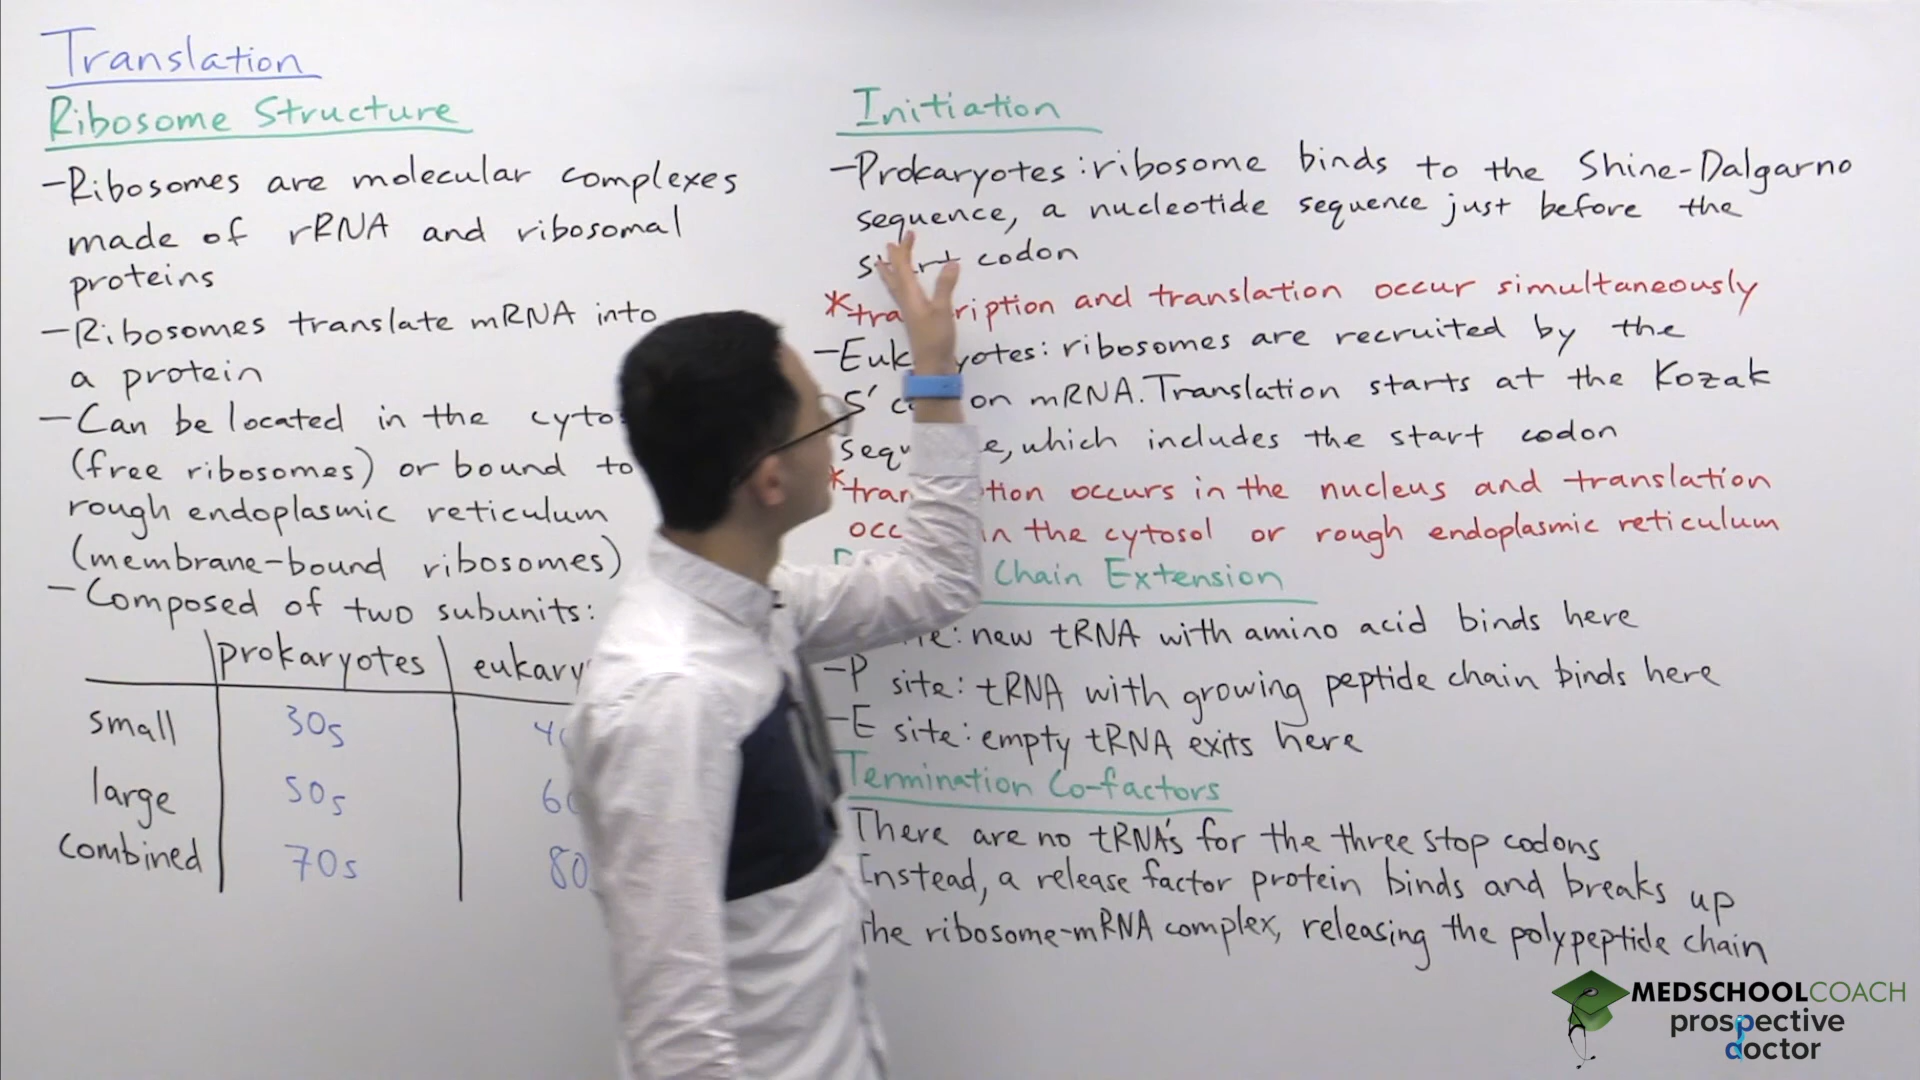 Translation
Ribosome Structure
-Ribosomes are molecular complexes
made of rRNA and ribosomal
proteins
-Ribosomes translate mRNA into
a protein
-Can be located in the
(free ribosomes) or bound to
rough endoplasmic reticulum
(membrane-bound ribosomes)
-Composed of two subunits:
prokaryotes
small 30s
large 50s
combined 70s 80
Initiation
-Prokaryotes: ribosome binds to the Shine-Dalgarno
sequence, a nucleotide sequence just before the
start codon
and translation occur simultaneously
ribosomes are recruited by the
5' on mRNA. Translation starts at the Kozak
which includes the start codon
occurs in the nucleus and translation
in the cytosol or rough endoplasmic reticulum
Chain Extension
new tRNA with amino acid binds here
-P site: tRNA with growing peptide chain binds here
-E site: empty tRNA exits here
Termination Co-factors
There are no tRNA's for the three stop codons
Instead, a release factor protein binds and breaks up
the ribosome-mRNA complex, releasing the polypeptide chain
MEDSCHOOLCOACH
prospective
doctor